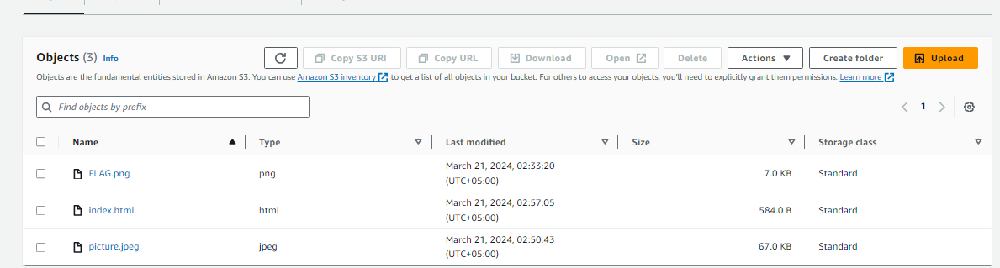 Objects (3) Info
Copy S3 URI
Copy URL
Download
Open
Delete
Actions
Create folder
Upload
Objects are the fundamental entities stored in Amazon S3. You can use Amazon S3 inventory to get a list of all objects in your bucket. For others to access your objects, you'll need to explicitly grant them permissions. Learn more
Find objects by prefix
1
Name Type Last modified Size Storage class
FLAG.png png March 21, 2024, 02:33:20 (UTC+05:00) 7.0 KB Standard
index.html html March 21, 2024, 02:57:05 (UTC+05:00) 584.0 B Standard
picture.jpeg jpeg March 21, 2024, 02:50:43 (UTC+05:00) 67.0 KB Standard